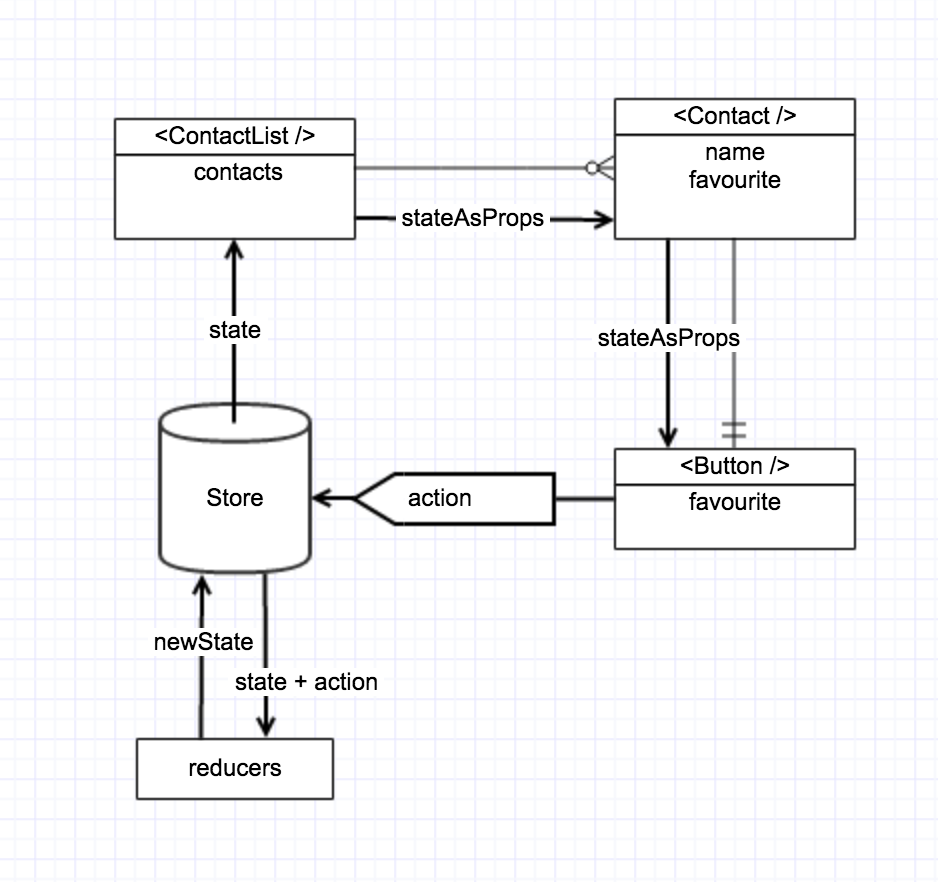 <ContactList />
contacts
<Contact />
name
favourite
stateAsProps
state
stateAsProps
<Button />
favourite
action
Store
newState
state + action
reducers